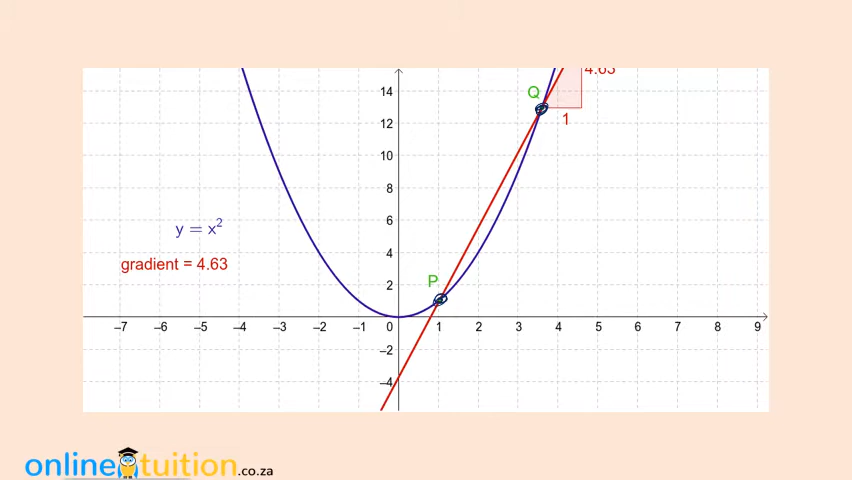 4.63
14
Q
1
12
10
8
6
y = x²
4
gradient = 4.63
P
2
–7 –6 –5 –4 –3 –2 –1 0 1 2 3 4 5 6 7 8 9
–2
–4
onlinetuition.co.za